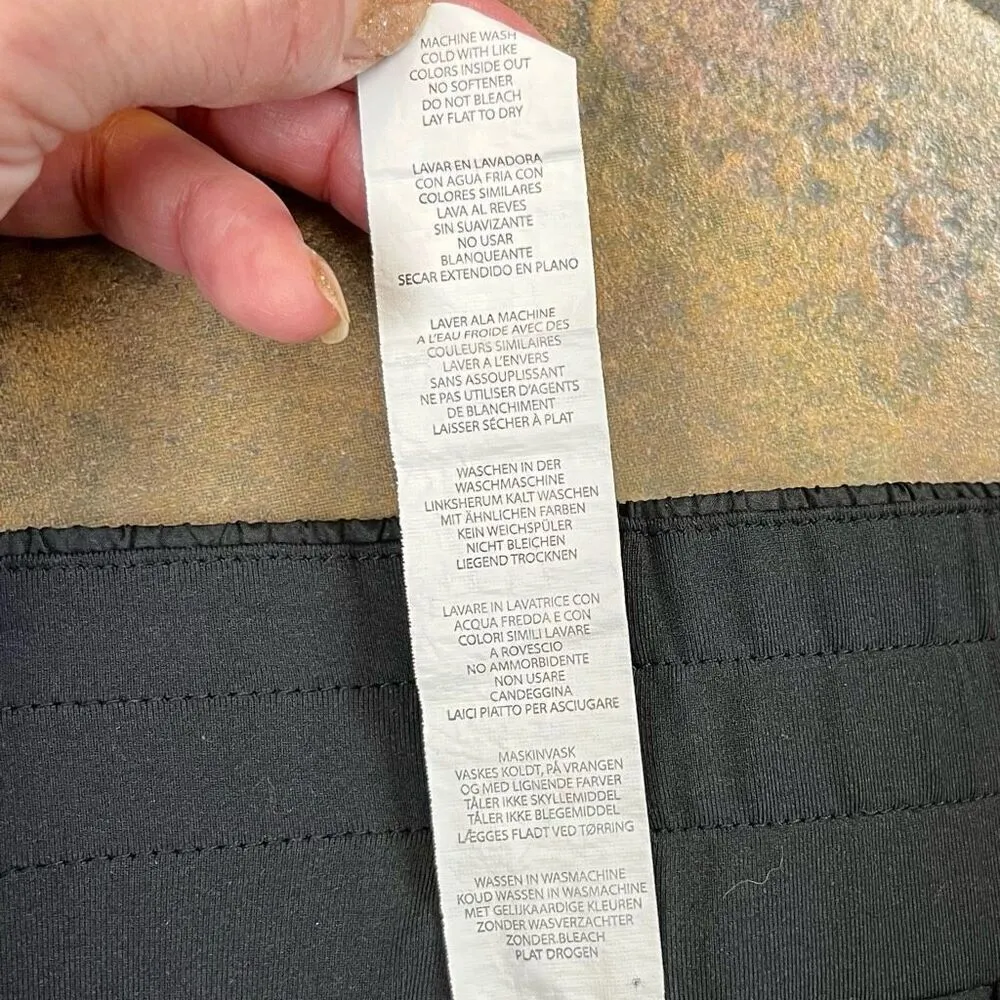 MACHINE WASH
COLD WITH LIKE
COLORS INSIDE OUT
NO SOFTENER
DO NOT BLEACH
LAY FLAT TO DRY
LAVAR EN LAVADORA
CON AGUA FRIA CON
COLORES SIMILARES
LAVA AL REVES
SIN SUAVIZANTE
NO USAR
BLANQUEANTE
SECAR EXTENDIDO EN PLANO
LAVER ALA MACHINE
A L'EAU FROIDE AVEC DES
COULEURS SIMILAIRES
LAVER A L'ENVERS
SANS ASSOUPLISSANT
NE PAS UTILISER D'AGENTS
DE BLANCHIMENT
LAISSER SÉCHER À PLAT
WASCHEN IN DER
WASCHMASCHINE
LINKSHERUM KALT WASCHEN
MIT ÄHNLICHEN FARBEN
KEIN WEICHSPÜLER
NICHT BLEICHEN
LIEGEND TROCKNEN
LAVARE IN LAVATRICE CON
ACQUA FREDDA E CON
COLORI SIMILI LAVARE
A ROVESCIO
NO AMMORBIDENTE
NON USARE
CANDEGGINA
LAICI PIATTO PER ASCIUGARE
MASKINVASK
VASKES KOLDT, PÅ VRANGEN
OG MED LIGNENDE FARVER
TÅLER IKKE SKYLLEMIDDEL
TÅLER IKKE BLEGEMIDDEL
LÆGGES FLADT VED TØRRING
WASSEN IN WASMACHINE
KOUD WASSEN IN WASMACHINE
MET GELIJKAARDIGE KLEUREN
ZONDER WASVERZACHTER
ZONDER.BLEACH
PLAT DROGEN